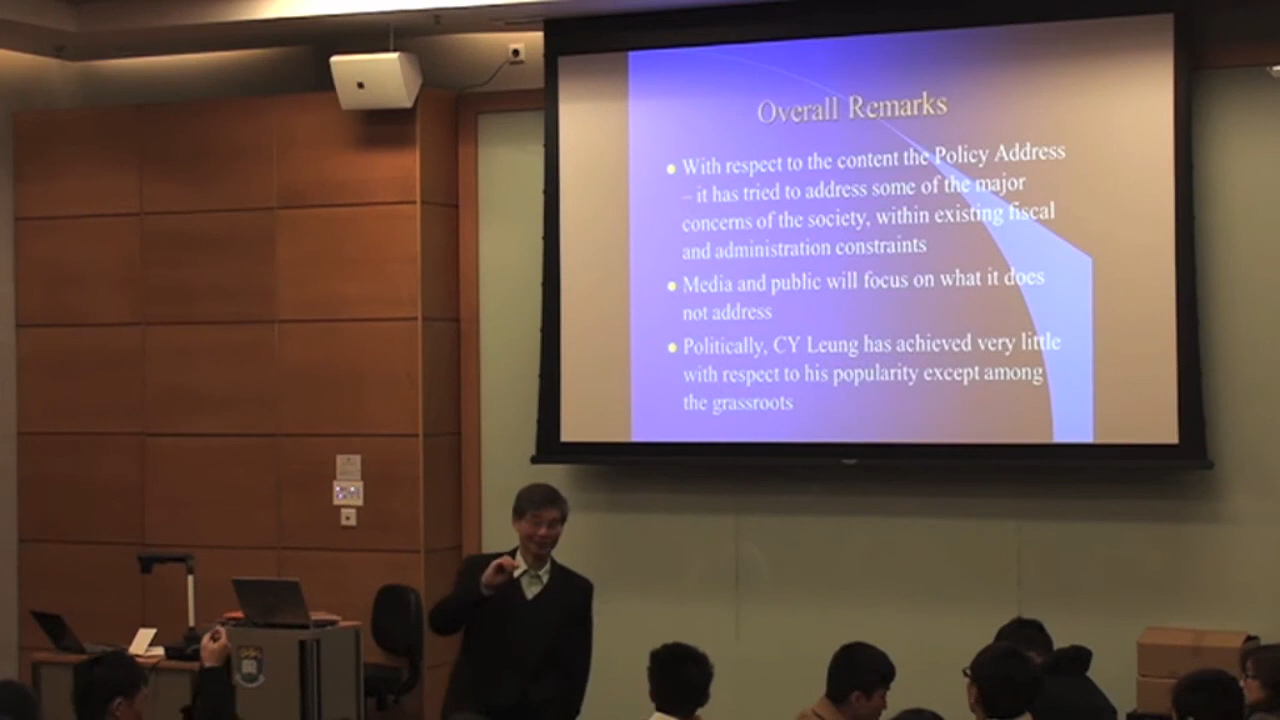 Overall Remarks
With respect to the content the Policy Address
– it has tried to address some of the major
concerns of the society, within existing fiscal
and administration constraints
Media and public will focus on what it does
not address
Politically, CY Leung has achieved very little
with respect to his popularity except among
the grassroots